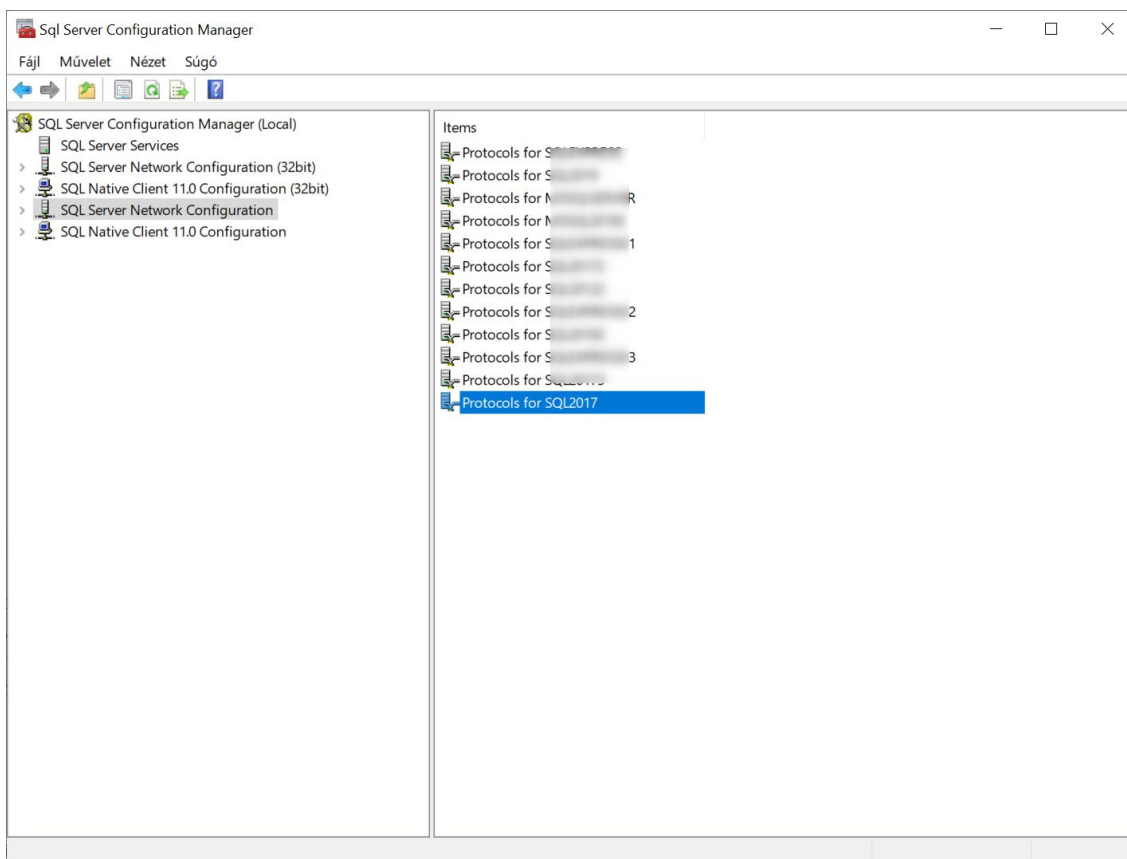 Sql Server Configuration Manager
Fájl Művelet Nézet Súgó
SQL Server Configuration Manager (Local)
SQL Server Services
SQL Server Network Configuration (32bit)
SQL Native Client 11.0 Configuration (32bit)
SQL Server Network Configuration
SQL Native Client 11.0 Configuration
Items
Protocols for
Protocols for
Protocols for
Protocols for
Protocols for
Protocols for
Protocols for
Protocols for
Protocols for
Protocols for
Protocols for
Protocols for SQL2017